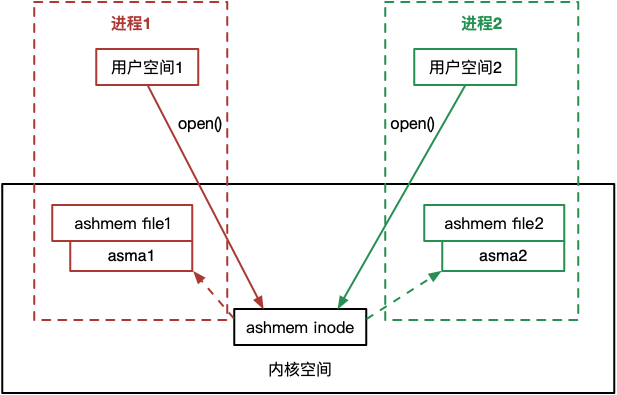 进程1
进程2
用户空间1
用户空间2
open()
open()
ashmem file1
asma1
ashmem file2
asma2
ashmem inode
内核空间